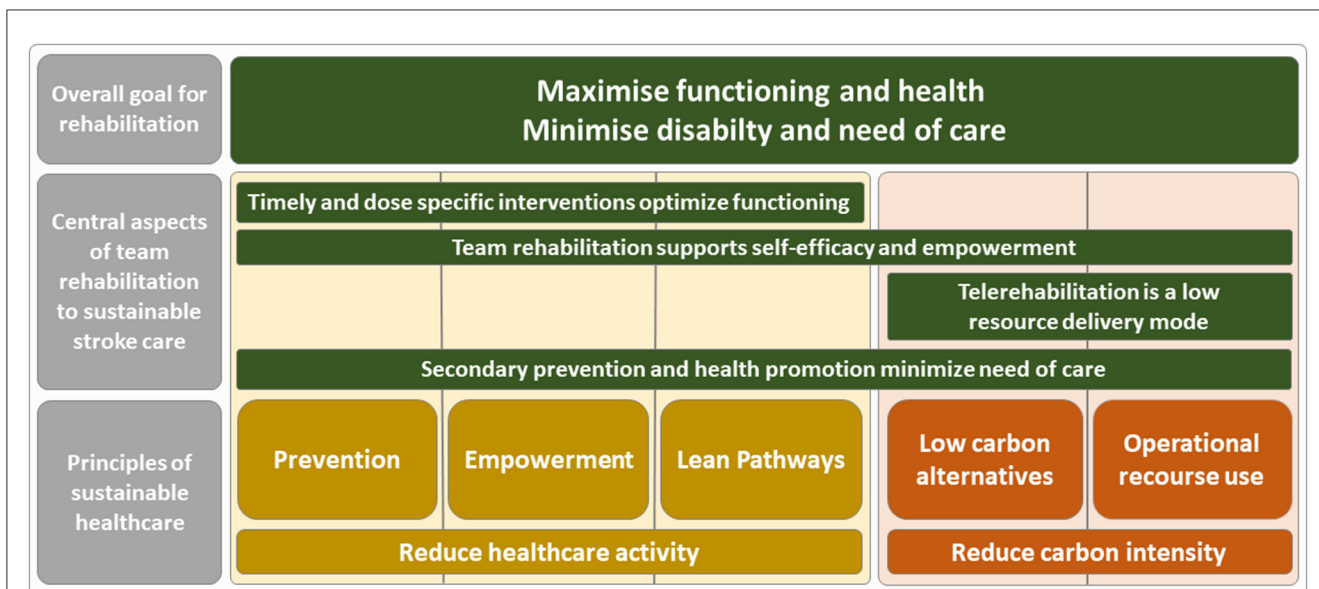 Overall goal for
rehabilitation
Maximise functioning and health
Minimise disabilty and need of care
Central aspects
of team
rehabilitation
to sustainable
stroke care
Timely and dose specific interventions optimize functioning
Team rehabilitation supports self-efficacy and empowerment
Telerehabilitation is a low
resource delivery mode
Secondary prevention and health promotion minimize need of care
Principles of
sustainable
healthcare
Prevention
Empowerment
Lean Pathways
Low carbon
alternatives
Operational
recourse use
Reduce healthcare activity
Reduce carbon intensity